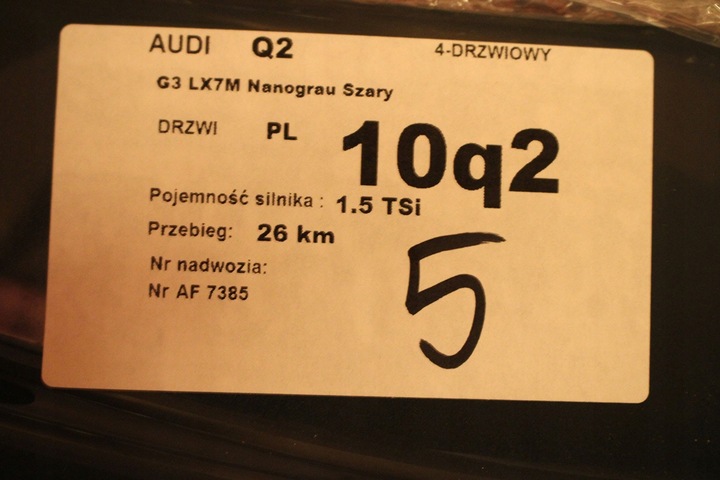 AUDI Q2 4-DRZWIOWY
G3 LX7M Nanograu Szary
DRZWI PL 10q2
Pojemność silnika : 1.5 TSi
Przebieg: 26 km
Nr nadwozia:
Nr AF 7385
5